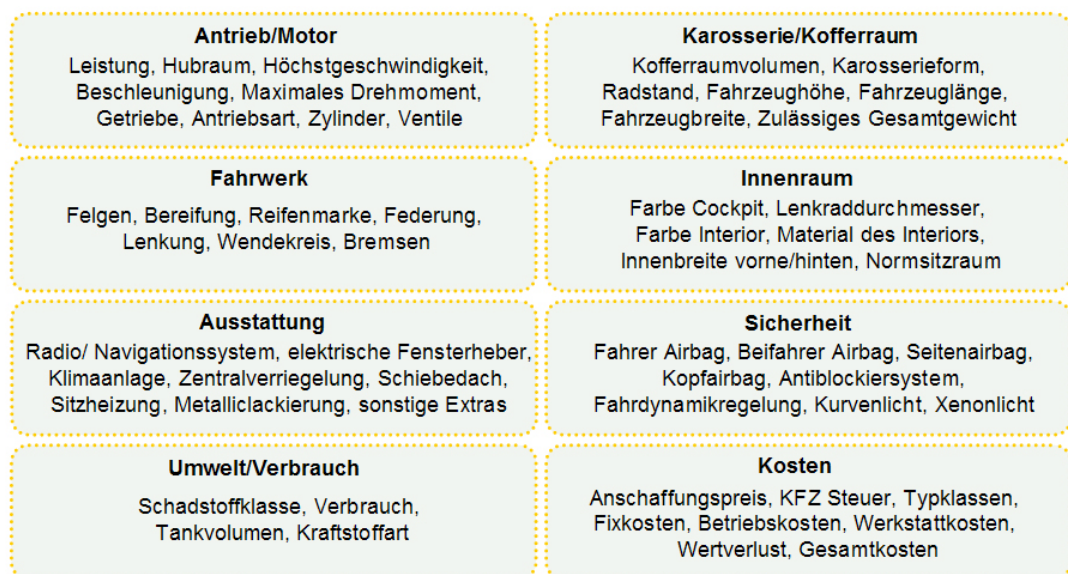 Antrieb/Motor
Leistung, Hubraum, Höchstgeschwindigkeit,
Beschleunigung, Maximales Drehmoment,
Getriebe, Antriebsart, Zylinder, Ventile
Karosserie/Kofferraum
Kofferraumvolumen, Karosserieform,
Radstand, Fahrzeughöhe, Fahrzeuglänge,
Fahrzeugbreite, Zulässiges Gesamtgewicht
Fahrwerk
Felgen, Bereifung, Reifenmarke, Federung,
Lenkung, Wendekreis, Bremsen
Innenraum
Farbe Cockpit, Lenkraddurchmesser,
Farbe Interior, Material des Interiors,
Innenbreite vorne/hinten, Normsitzraum
Ausstattung
Radio/ Navigationssystem, elektrische Fensterheber,
Klimaanlage, Zentralverriegelung, Schiebedach,
Sitzheizung, Metalliclackierung, sonstige Extras
Sicherheit
Fahrer Airbag, Beifahrer Airbag, Seitenairbag,
Kopfairbag, Antiblockiersystem,
Fahrdynamikregelung, Kurvenlicht, Xenonlicht
Umwelt/Verbrauch
Schadstoffklasse, Verbrauch,
Tankvolumen, Kraftstoffart
Kosten
Anschaffungspreis, KFZ Steuer, Typklassen,
Fixkosten, Betriebskosten, Werkstattkosten,
Wertverlust, Gesamtkosten